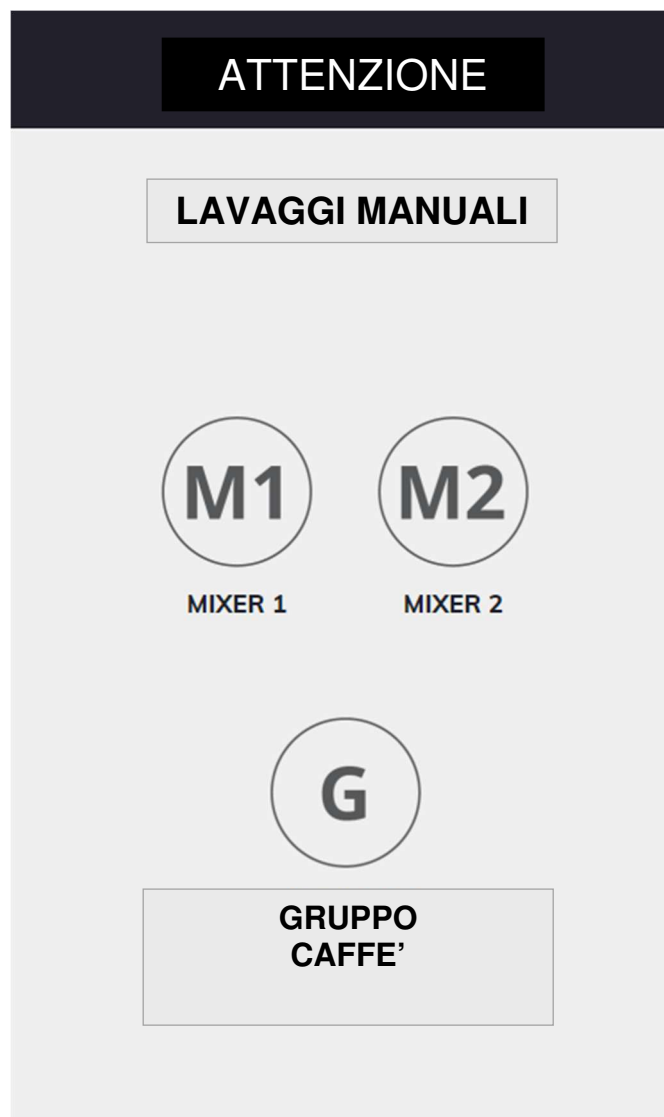 ATTENZIONE
LAVAGGI MANUALI
M1 M2
MIXER 1 MIXER 2
G
GRUPPO
CAFFE’